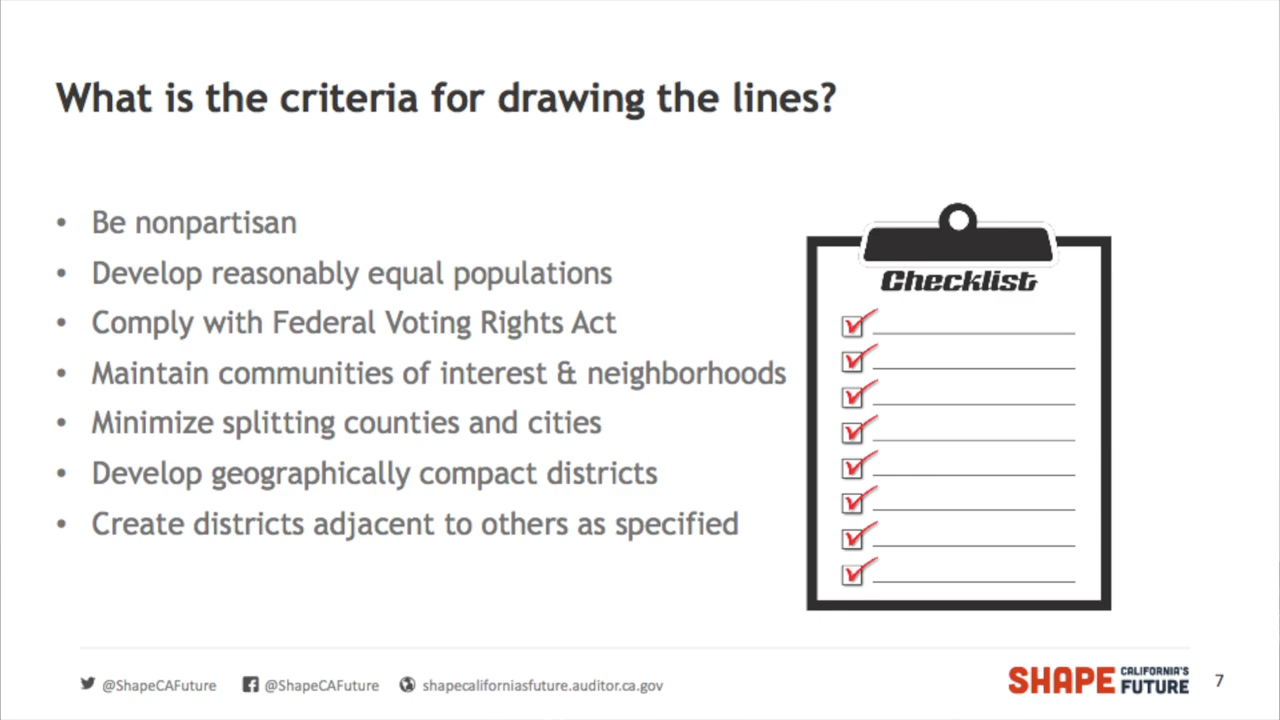 What is the criteria for drawing the lines?
• Be nonpartisan
• Develop reasonably equal populations
• Comply with Federal Voting Rights Act
• Maintain communities of interest & neighborhoods
• Minimize splitting counties and cities
• Develop geographically compact districts
• Create districts adjacent to others as specified
Checklist
@ShapeCAFuture @ShapeCAFuture shapecaliforniasfuture.auditor.ca.gov
SHAPE CALIFORNIA'S FUTURE
7